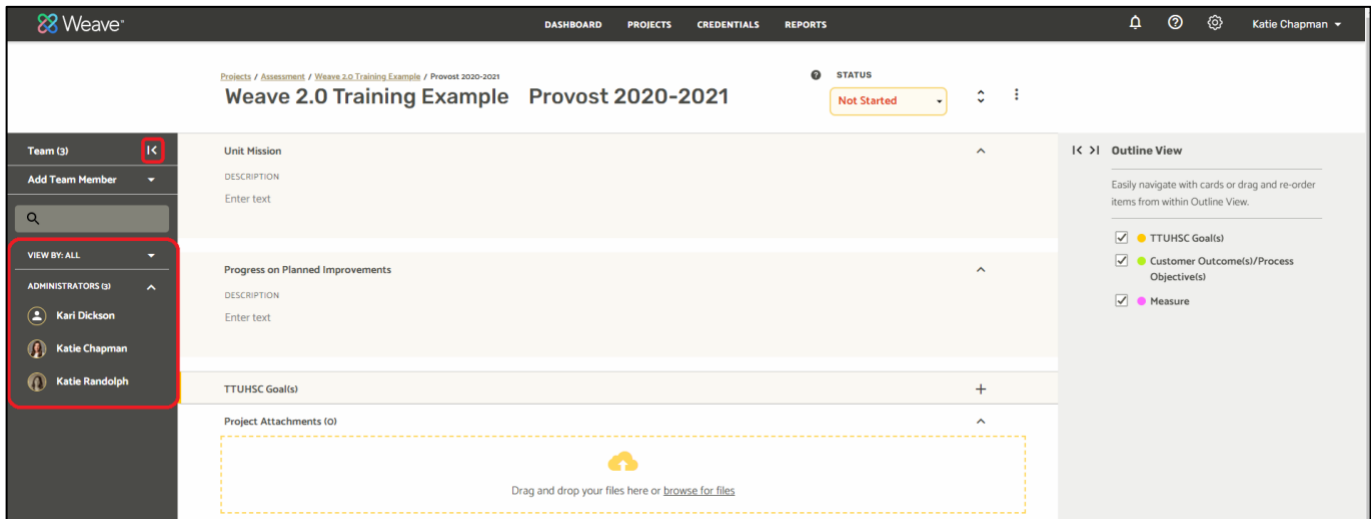 Weave
DASHBOARD PROJECTS CREDENTIALS REPORTS
Katie Chapman
Projects / Assessment / Weave 2.0 Training Example / Provost 2020-2021
Weave 2.0 Training Example Provost 2020-2021
STATUS
Not Started
Team (3)
Add Team Member
VIEW BY: ALL
ADMINISTRATORS (3)
Kari Dickson
Katie Chapman
Katie Randolph
Unit Mission
DESCRIPTION
Enter text
Progress on Planned Improvements
DESCRIPTION
Enter text
TTUHSC Goal(s)
Project Attachments (0)
Drag and drop your files here or browse for files
Outline View
Easily navigate with cards or drag and re-order
items from within Outline View.
TTUHSC Goal(s)
Customer Outcome(s)/Process
Objective(s)
Measure